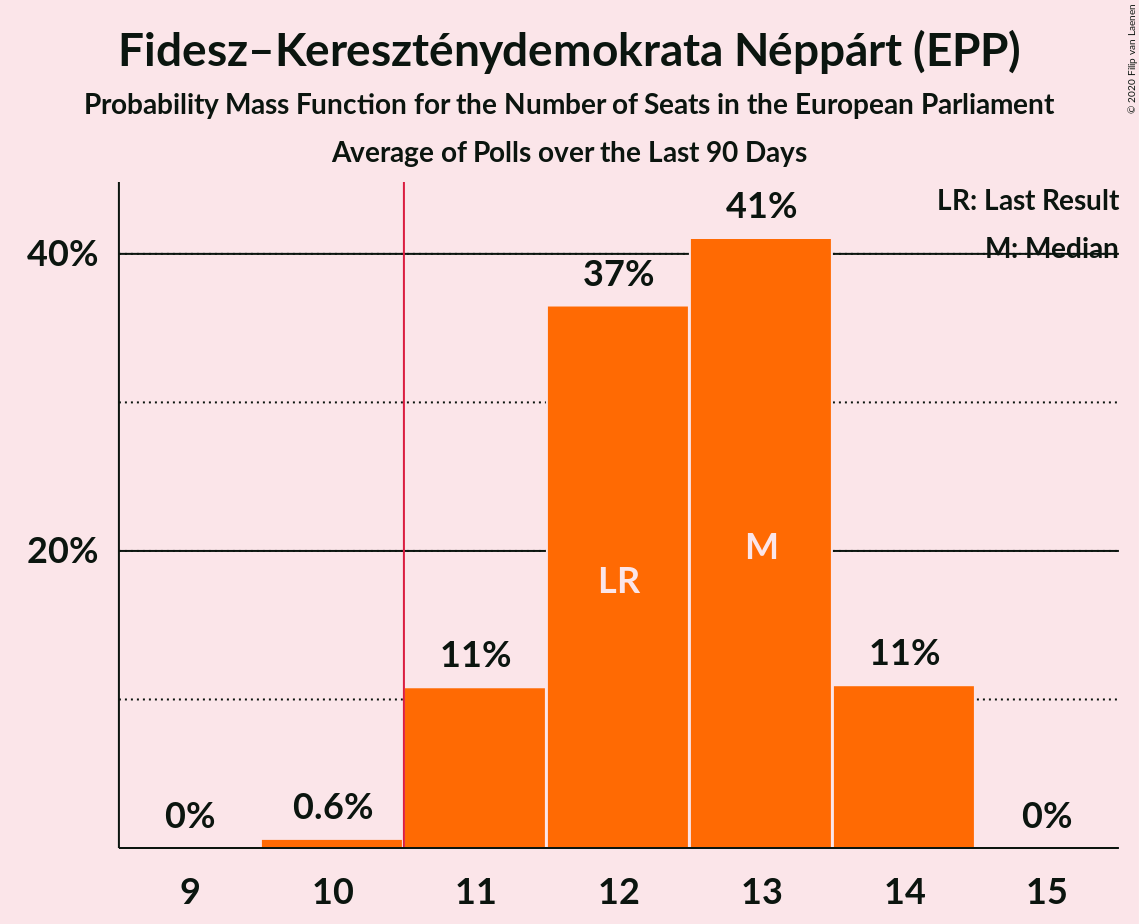 Fidesz–Kereszténydemokrata Néppárt (EPP)
Probability Mass Function for the Number of Seats in the European Parliament
Average of Polls over the Last 90 Days
© 2020 Filip van Laenen
LR: Last Result
M: Median
41%
40%
37%
20%
M
LR
11%
11%
0.6%
0%
0%
9 10 11 12 13 14 15